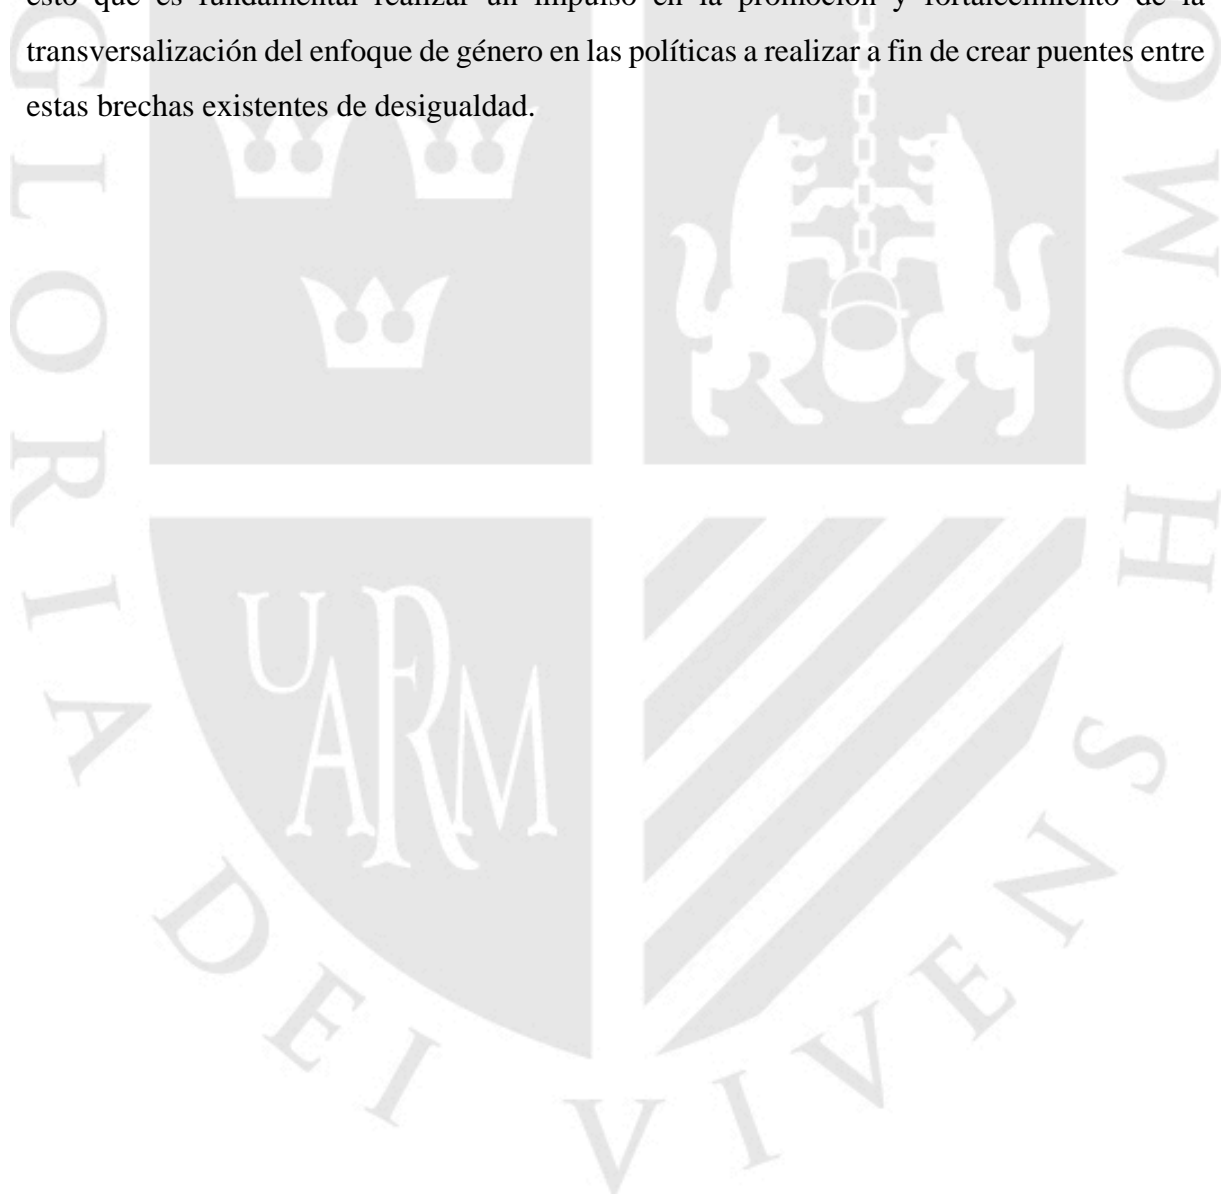 esto que es fundamental realizar un impulso en la promoción y fortalecimiento de la
transversalización del enfoque de género en las políticas a realizar a fin de crear puentes entre
estas brechas existentes de desigualdad.
GLORIA DEI VIVENS HOMO
UARM